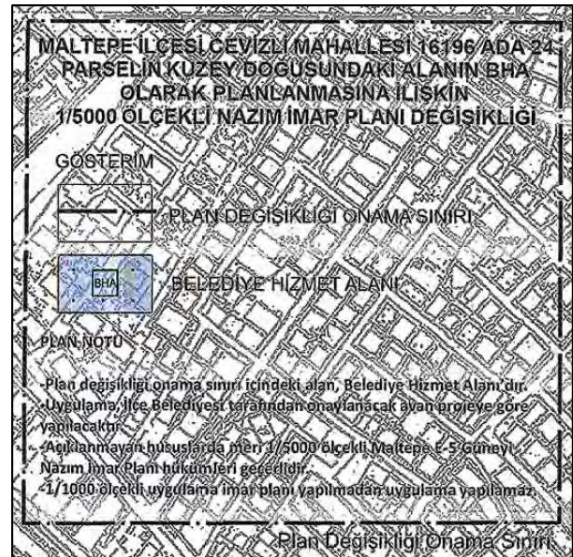 MALTEPE İLÇESİ CEVİZLİ MAHALLESİ 16196 ADA 24
PARSELİN KUZEY DOĞUSUNDAKİ ALANIN BHA
OLARAK PLANLANMASINA İLİŞKİN
1/5000 ÖLÇEKLİ NAZIM İMAR PLANI DEĞİŞİKLİĞİ
GÖSTERİM
PLAN DEĞİŞİKLİĞİ ONAMA SINIRI
BHA
BELEDİYE HİZMET ALANI
PLAN NOTU
-Plan değişikliği onama sınırı içindeki alan, Belediye Hizmet Alanı'dır.
-Uygulama, İlçe Belediyesi tarafından onaylanacak avan projeye göre
yapılacaktır.
-Açıklanmayan hususlarda meri 1/5000 ölçekli Maltepe E-5 Güneyi
Nazım İmar Planı hükümleri geçerlidir.
-1/1000 ölçekli uygulama imar planı yapılmadan uygulama yapılamaz.
Plan Değişikliği Onama Sınırı